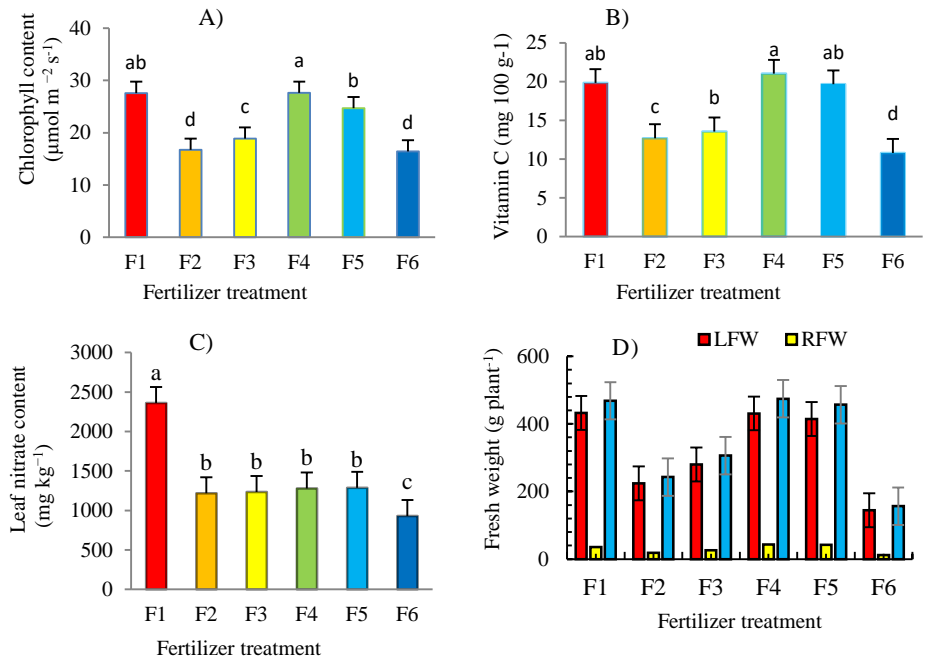 A)
Chlorophyll content
(µmol m ⁻² s⁻¹)
40
30
20
10
0
ab
d
c
a
b
d
F1 F2 F3 F4 F5 F6
Fertilizer treatment
B)
Vitamin C (mg 100 g-1)
25
20
15
10
5
0
ab
c
b
a
ab
d
F1 F2 F3 F4 F5 F6
Fertilizer treatment
C)
Leaf nitrate content
(mg kg⁻¹)
3000
2500
2000
1500
1000
500
0
a
b
b
b
b
c
F1 F2 F3 F4 F5 F6
Fertilizer treatment
D)
LFW RFW
Fresh weight (g plant⁻¹)
600
400
200
0
F1 F2 F3 F4 F5 F6
Fertilizer treatment